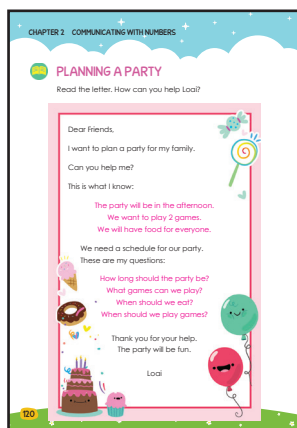 CHAPTER 2 COMMUNICATING WITH NUMBERS
PLANNING A PARTY
Read the letter. How can you help Loai?
Dear Friends,
I want to plan a party for my family.
Can you help me?
This is what I know:
The party will be in the afternoon.
We want to play 2 games.
We will have food for everyone.
We need a schedule for our party.
These are my questions:
How long should the party be?
What games can we play?
When should we eat?
When should we play games?
Thank you for your help.
The party will be fun.
Loai
120